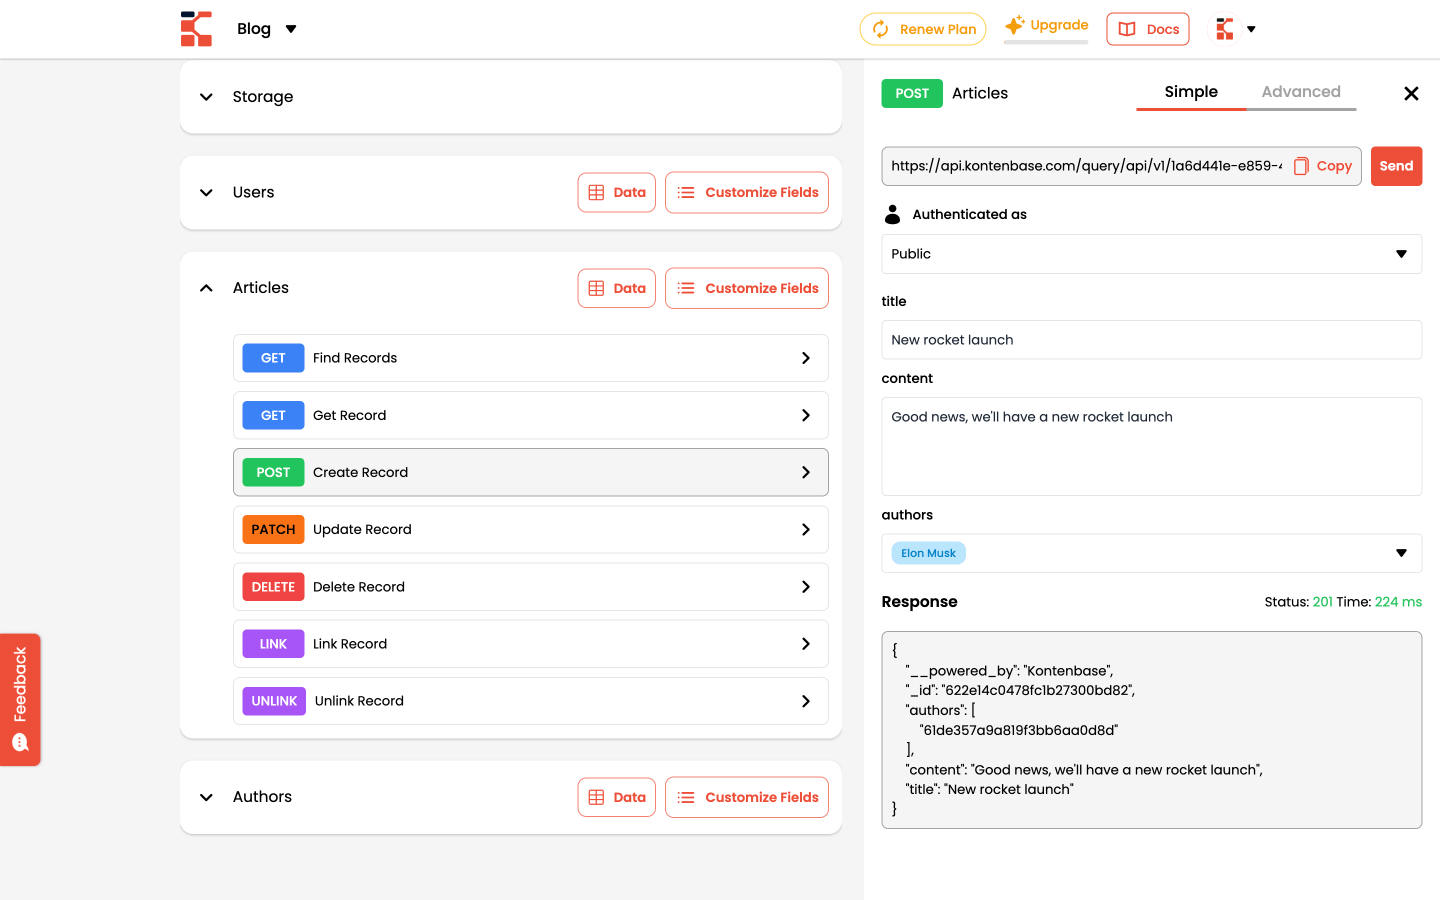 Blog
Renew Plan
Upgrade
Docs
Storage
Users
Data
Customize Fields
Articles
Data
Customize Fields
GET Find Records
GET Get Record
POST Create Record
PATCH Update Record
DELETE Delete Record
LINK Link Record
UNLINK Unlink Record
Authors
Data
Customize Fields
Feedback
POST Articles
Simple
Advanced
https://api.kontenbase.com/query/api/v1/1a6d441e-e859-
Copy
Send
Authenticated as
Public
title
New rocket launch
content
Good news, we'll have a new rocket launch
authors
Elon Musk
Response
Status: 201 Time: 224 ms
{
"__powered_by": "Kontenbase",
"_id": "622e14c0478fc1b27300bd82",
"authors": [
"61de357a9a819f3bb6aa0d8d"
],
"content": "Good news, we'll have a new rocket launch",
"title": "New rocket launch"
}